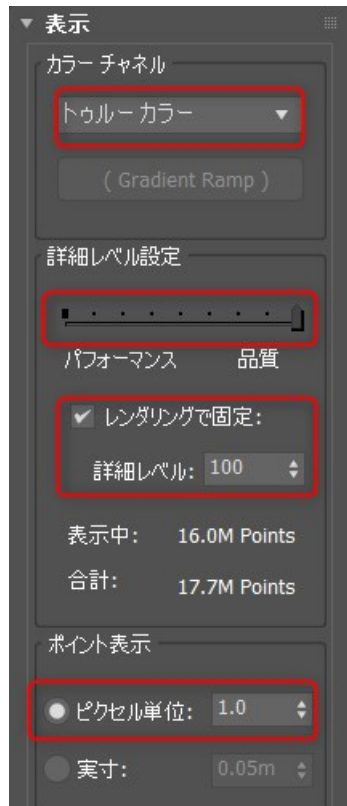 表示
カラー チャネル
トゥルー カラー
( Gradient Ramp )
詳細レベル設定
パフォーマンス 品質
レンダリングで固定:
詳細レベル: 100
表示中: 16.0M Points
合計: 17.7M Points
ポイント表示
ピクセル単位: 1.0
実寸: 0.05m